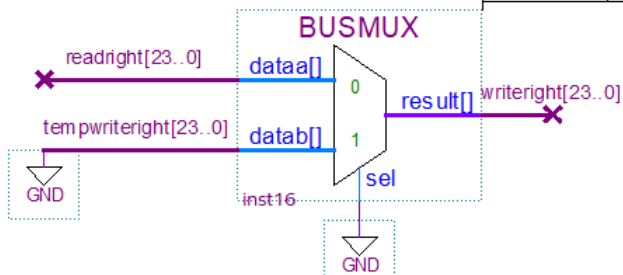 BUSMUX
readright[23..0]
dataa[]
0
result[]
writeright[23..0]
tempwriteright[23..0]
datab[]
1
sel
GND
inst16
GND